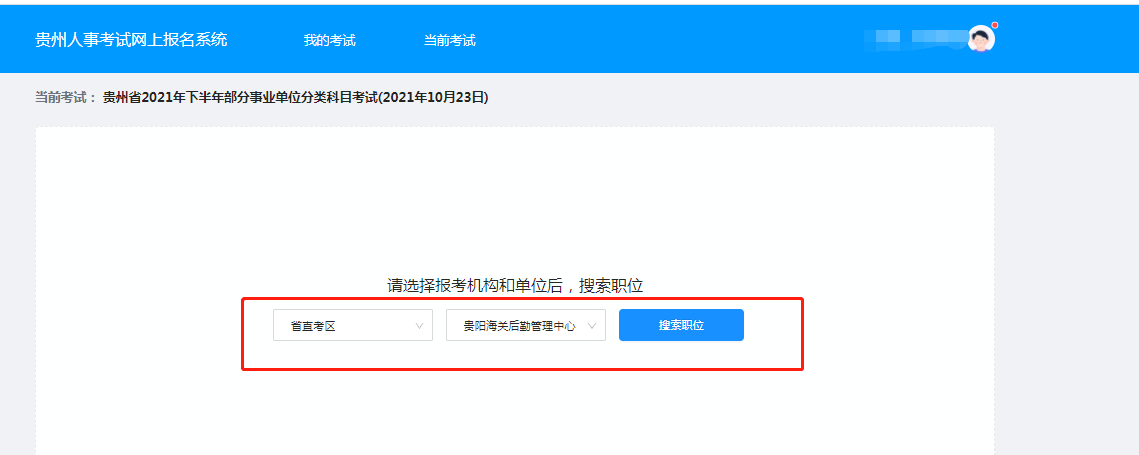 贵州人事考试网上报名系统 我的考试 当前考试
当前考试： 贵州省2021年下半年部分事业单位分类科目考试(2021年10月23日)
请选择报考机构和单位后，搜索职位
省直考区 贵阳海关后勤管理中心 搜索职位